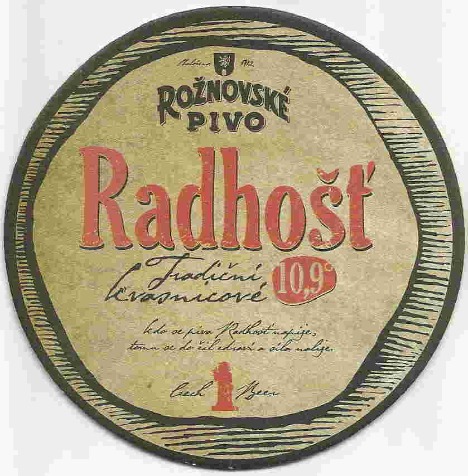 ROŽNOVSKÉ
PIVO
Radhošť
Tradiční
kvasnicové
10,9°
kdo se piva Radhošť napije,
tomu se do žil zdraví a síla nalije.
Czech Beer